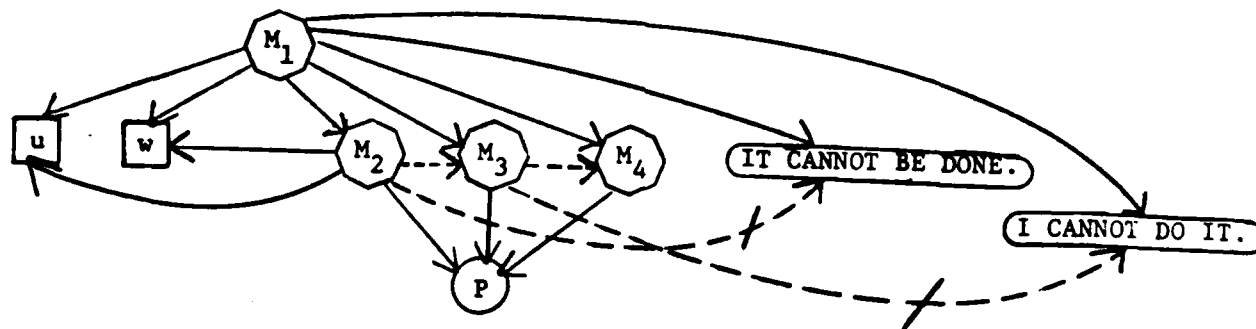 M1
u
w
M2
M3
M4
IT CANNOT BE DONE.
I CANNOT DO IT.
P